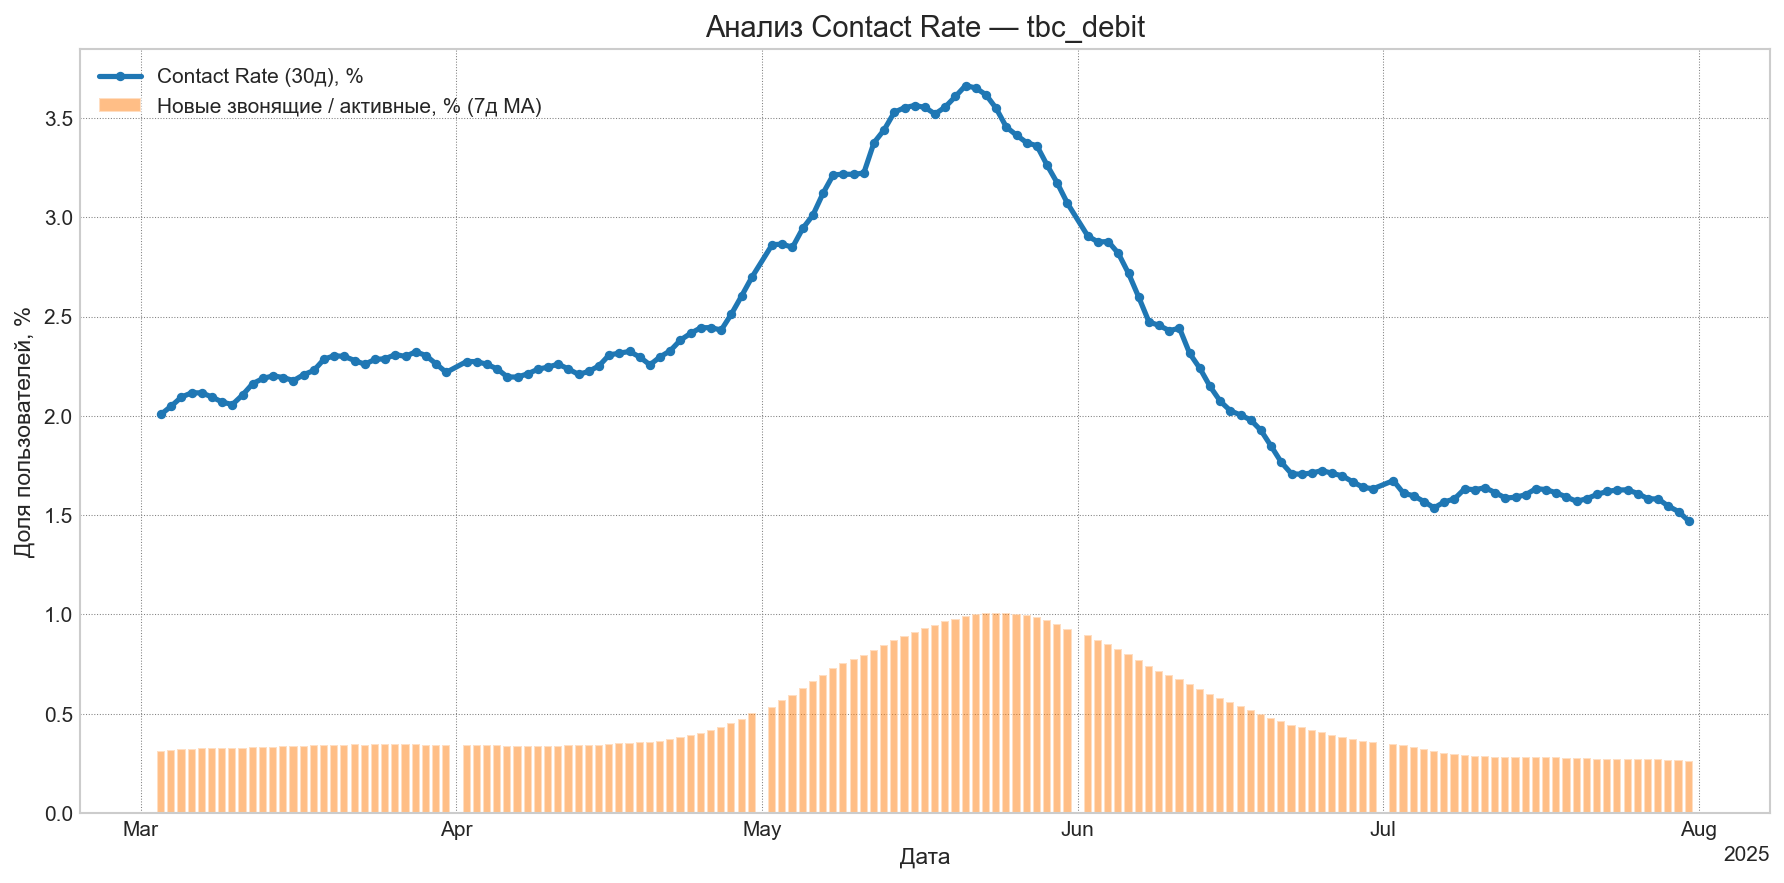 Анализ Contact Rate — tbc_debit
Contact Rate (30д), %
Новые звонящие / активные, % (7д MA)
Доля пользователей, %
3.5
3.0
2.5
2.0
1.5
1.0
0.5
0.0
Mar Apr May Jun Jul Aug
Дата
2025